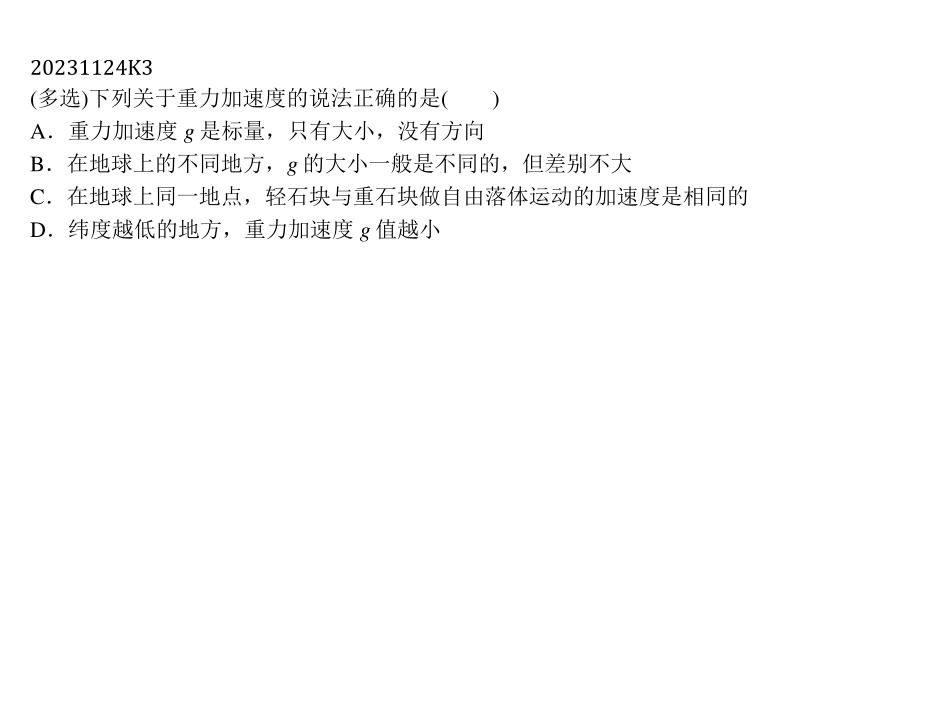 20231124K3
(多选)下列关于重力加速度的说法正确的是(　　)
A．重力加速度 g 是标量，只有大小，没有方向
B．在地球上的不同地方，g 的大小一般是不同的，但差别不大
C．在地球上同一地点，轻石块与重石块做自由落体运动的加速度是相同的
D．纬度越低的地方，重力加速度 g 值越小